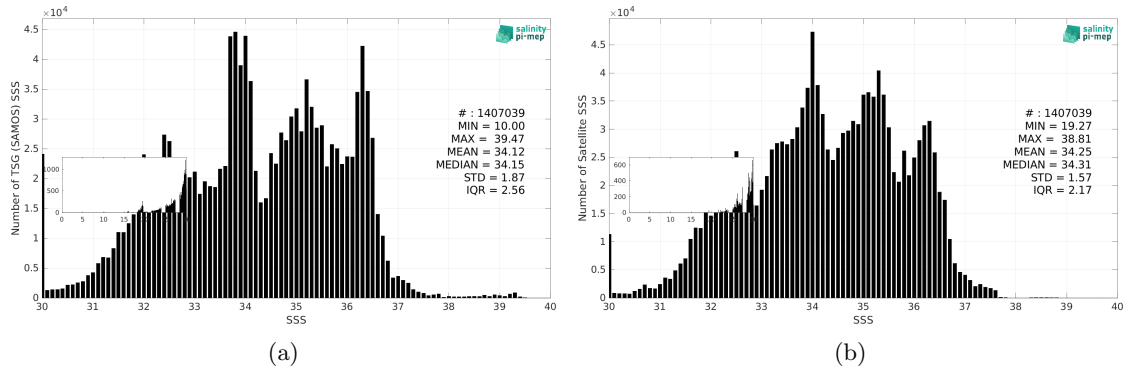 ×10⁴
4.5
4
3.5
3
2.5
2
1.5
1
0.5
0
Number of TSG (SAMOS) SSS
salinity
pi-mep
# : 1407039
MIN = 10.00
MAX = 39.47
MEAN = 34.12
MEDIAN = 34.15
STD = 1.87
IQR = 2.56
1000
500
0
0 5 10 15
30 31 32 33 34 35 36 37 38 39 40
SSS
(a)
×10⁴
4.5
4
3.5
3
2.5
2
1.5
1
0.5
0
Number of Satellite SSS
salinity
pi-mep
# : 1407039
MIN = 19.27
MAX = 38.81
MEAN = 34.25
MEDIAN = 34.31
STD = 1.57
IQR = 2.17
600
400
200
0
0 5 10 15
30 31 32 33 34 35 36 37 38 39 40
SSS
(b)